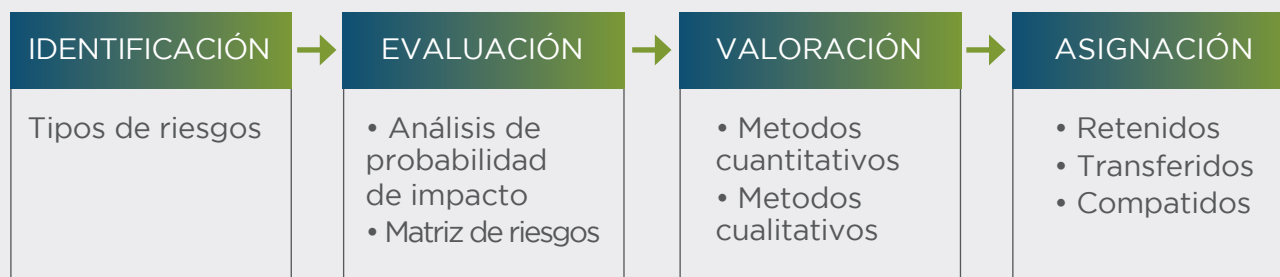 IDENTIFICACIÓN
Tipos de riesgos
EVALUACIÓN
• Análisis de
probabilidad
de impacto
• Matriz de riesgos
VALORACIÓN
• Metodos
cuantitativos
• Metodos
cualitativos
ASIGNACIÓN
• Retenidos
• Transferidos
• Compatidos